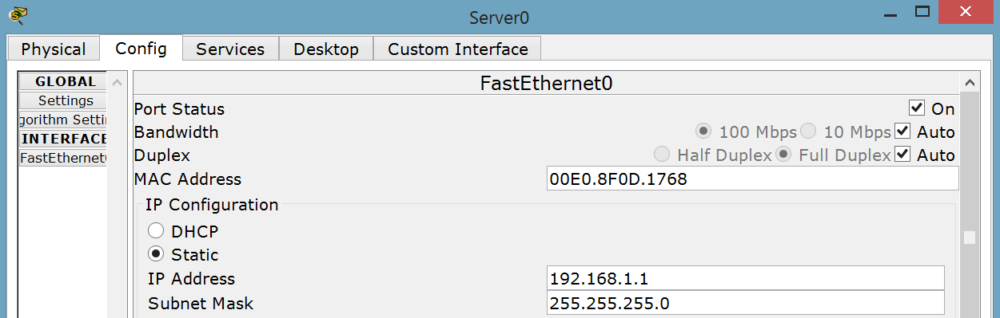 Server0
Physical Config Services Desktop Custom Interface
GLOBAL
Settings
gorithm Settin
INTERFACE
FastEthernet0
FastEthernet0
Port Status On
Bandwidth 100 Mbps 10 Mbps Auto
Duplex Half Duplex Full Duplex Auto
MAC Address 00E0.8F0D.1768
IP Configuration
DHCP
Static
IP Address 192.168.1.1
Subnet Mask 255.255.255.0